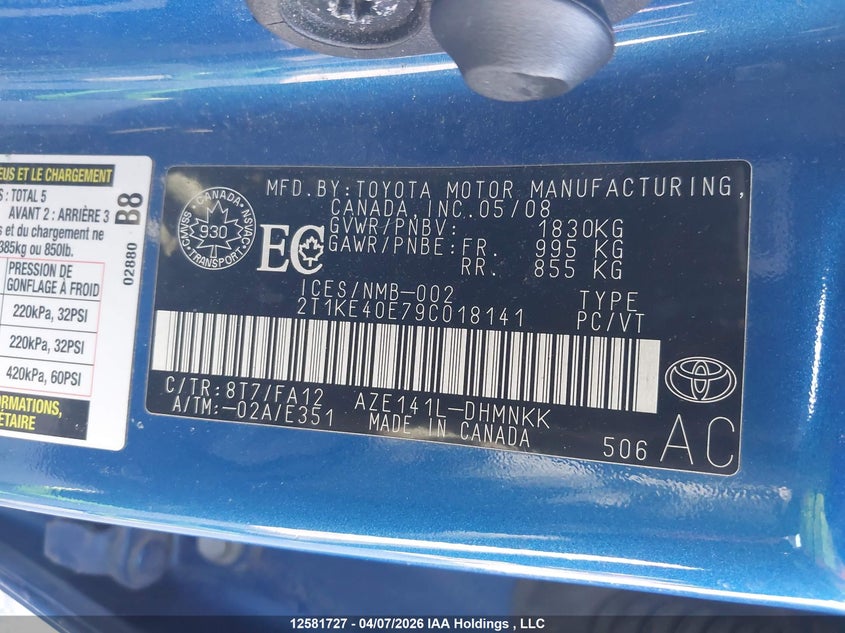 EUS ET LE CHARGEMENT
S : TOTAL 5
AVANT 2 : ARRIÈRE 3
s et du chargement ne
385kg ou 850lb.
B8
02880
PRESSION DE
GONFLAGE À FROID
220kPa, 32PSI
220kPa, 32PSI
420kPa, 60PSI
ÉTAIRE
CANADA
CMVSS
NSVAC
930
TRANSPORT
EC
MFD.BY:TOYOTA MOTOR MANUFACTURING,
CANADA,INC.05/08
GVWR/PNBV: 1830KG
GAWR/PNBE:FR. 995 KG
RR. 855 KG
ICES/NMB-002 TYPE
2T1KE40E79C018141 PC/VT
C/TR:8T7/FA12 AZE141L-DHMNKK
A/TM:-02A/E351 MADE IN CANADA
506 AC
12581727 - 04/07/2026 IAA Holdings , LLC